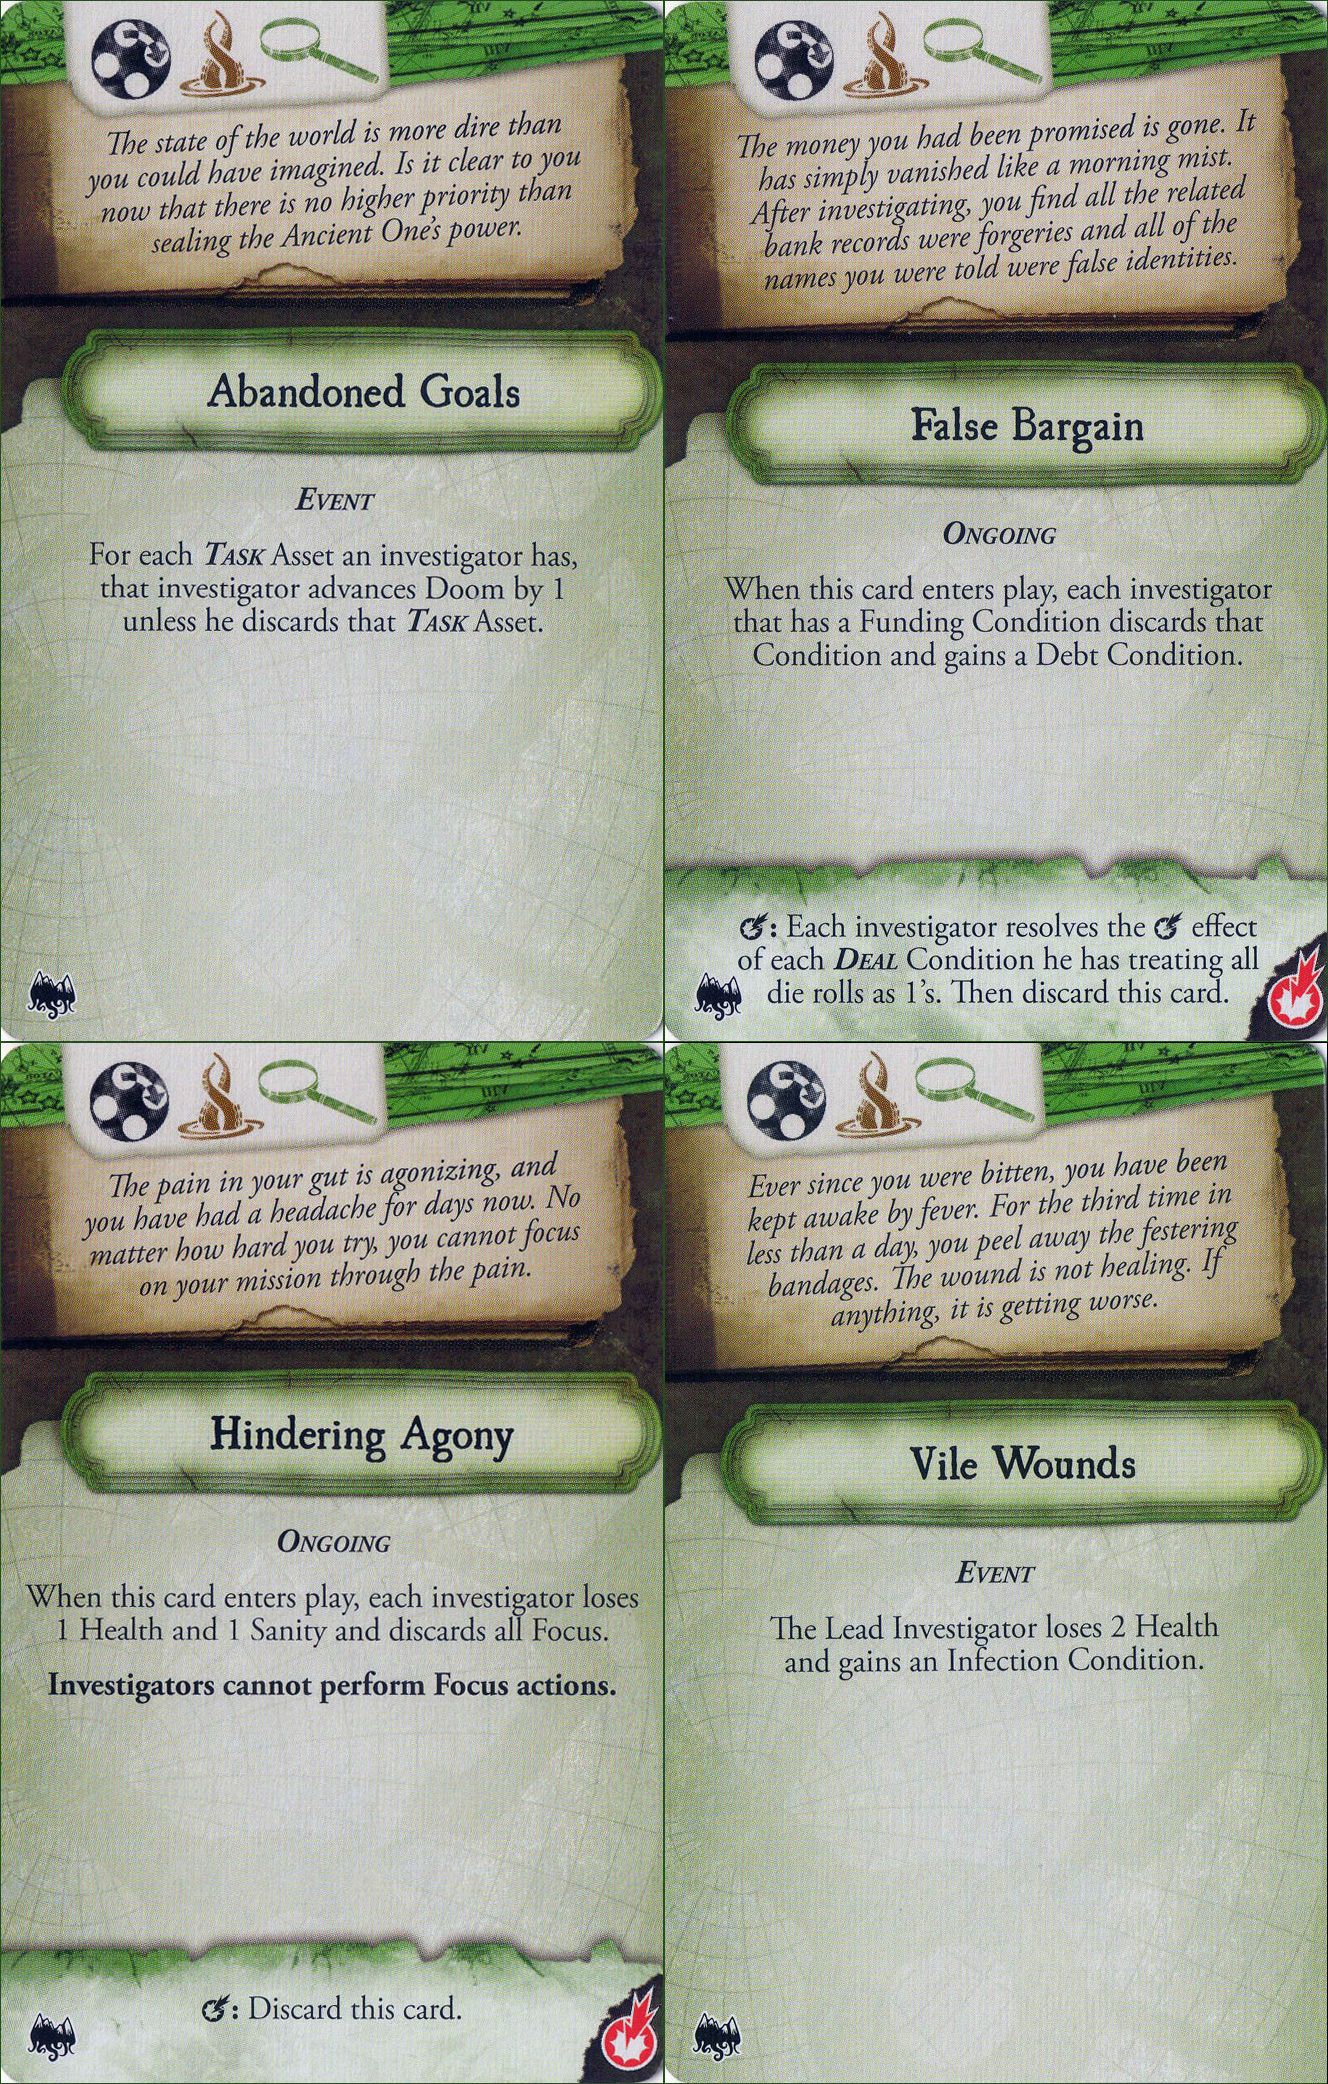 The state of the world is more dire than
you could have imagined. Is it clear to you
now that there is no higher priority than
sealing the Ancient One's power.
Abandoned Goals
EVENT
For each TASK Asset an investigator has,
that investigator advances Doom by 1
unless he discards that TASK Asset.
The money you had been promised is gone. It
has simply vanished like a morning mist.
After investigating, you find all the related
bank records were forgeries and all of the
names you were told were false identities.
False Bargain
ONGOING
When this card enters play, each investigator
that has a Funding Condition discards that
Condition and gains a Debt Condition.
: Each investigator resolves the effect
of each DEAL Condition he has treating all
die rolls as 1's. Then discard this card.
The pain in your gut is agonizing, and
you have had a headache for days now. No
matter how hard you try, you cannot focus
on your mission through the pain.
Hindering Agony
ONGOING
When this card enters play, each investigator loses
1 Health and 1 Sanity and discards all Focus.
Investigators cannot perform Focus actions.
: Discard this card.
Ever since you were bitten, you have been
kept awake by fever. For the third time in
less than a day, you peel away the festering
bandages. The wound is not healing. If
anything, it is getting worse.
Vile Wounds
EVENT
The Lead Investigator loses 2 Health
and gains an Infection Condition.